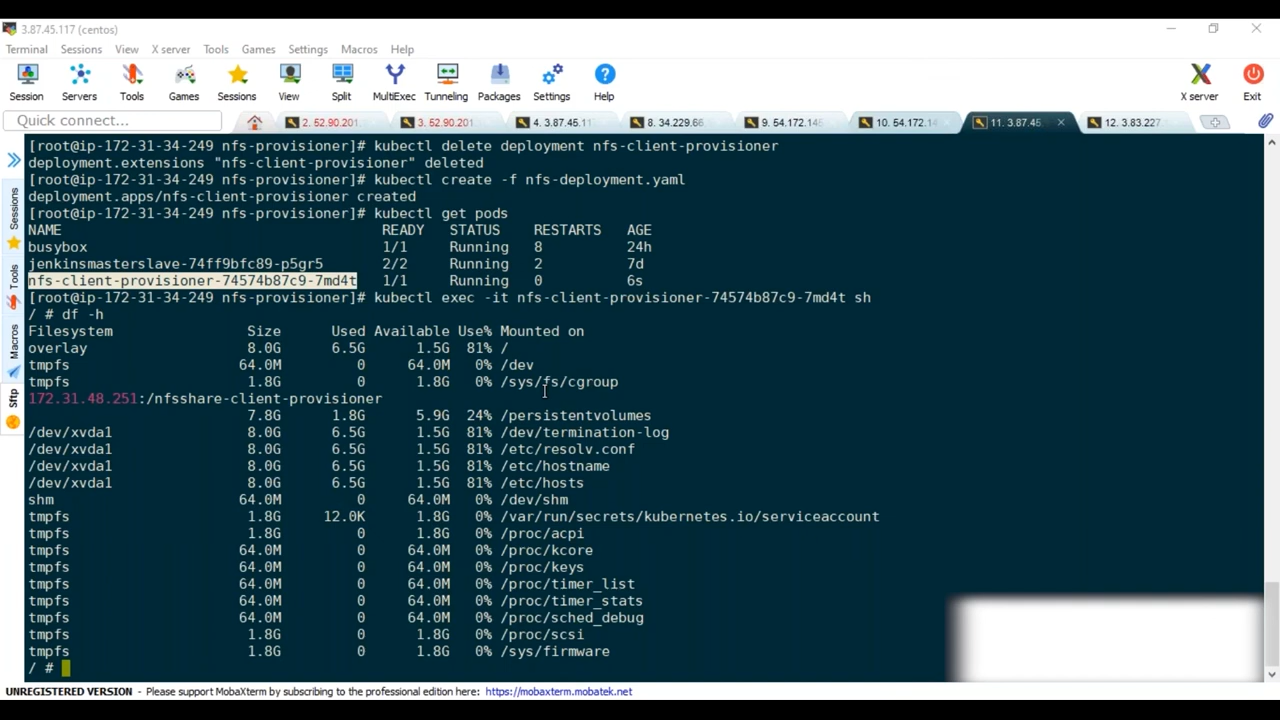 3.87.45.117 (centos)
Terminal Sessions View X server Tools Games Settings Macros Help
Session Servers Tools Games Sessions View Split MultiExec Tunneling Packages Settings Help X server Exit
Quick connect...
2. 52.90.201. 3. 52.90.201. 4. 3.87.45.11 8. 34.229.66 9. 54.172.145 10. 54.172.14 11. 3.87.45 12. 3.83.227
Sessions
Tools
Macros
Sftp
[root@ip-172-31-34-249 nfs-provisioner]# kubectl delete deployment nfs-client-provisioner
deployment.extensions "nfs-client-provisioner" deleted
[root@ip-172-31-34-249 nfs-provisioner]# kubectl create -f nfs-deployment.yaml
deployment.apps/nfs-client-provisioner created
[root@ip-172-31-34-249 nfs-provisioner]# kubectl get pods
NAME READY STATUS RESTARTS AGE
busybox 1/1 Running 8 24h
jenkinsmasterslave-74ff9bfc89-p5gr5 2/2 Running 2 7d
nfs-client-provisioner-74574b87c9-7md4t 1/1 Running 0 6s
[root@ip-172-31-34-249 nfs-provisioner]# kubectl exec -it nfs-client-provisioner-74574b87c9-7md4t sh
/ # df -h
Filesystem Size Used Available Use% Mounted on
overlay 8.0G 6.5G 1.5G 81% /
tmpfs 64.0M 0 64.0M 0% /dev
tmpfs 1.8G 0 1.8G 0% /sys/fs/cgroup
172.31.48.251:/nfsshare-client-provisioner
7.8G 1.8G 5.9G 24% /persistentvolumes
/dev/xvda1 8.0G 6.5G 1.5G 81% /dev/termination-log
/dev/xvda1 8.0G 6.5G 1.5G 81% /etc/resolv.conf
/dev/xvda1 8.0G 6.5G 1.5G 81% /etc/hostname
/dev/xvda1 8.0G 6.5G 1.5G 81% /etc/hosts
shm 64.0M 0 64.0M 0% /dev/shm
tmpfs 1.8G 12.0K 1.8G 0% /var/run/secrets/kubernetes.io/serviceaccount
tmpfs 1.8G 0 1.8G 0% /proc/acpi
tmpfs 64.0M 0 64.0M 0% /proc/kcore
tmpfs 64.0M 0 64.0M 0% /proc/keys
tmpfs 64.0M 0 64.0M 0% /proc/timer_list
tmpfs 64.0M 0 64.0M 0% /proc/timer_stats
tmpfs 64.0M 0 64.0M 0% /proc/sched_debug
tmpfs 1.8G 0 1.8G 0% /proc/scsi
tmpfs 1.8G 0 1.8G 0% /sys/firmware
/ #
UNREGISTERED VERSION - Please support MobaXterm by subscribing to the professional edition here: https://mobaxterm.mobatek.net